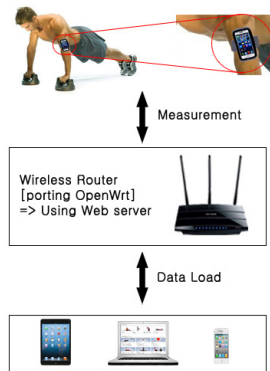 Measurement
Wireless Router
[porting OpenWrt]
=> Using Web server
Data Load